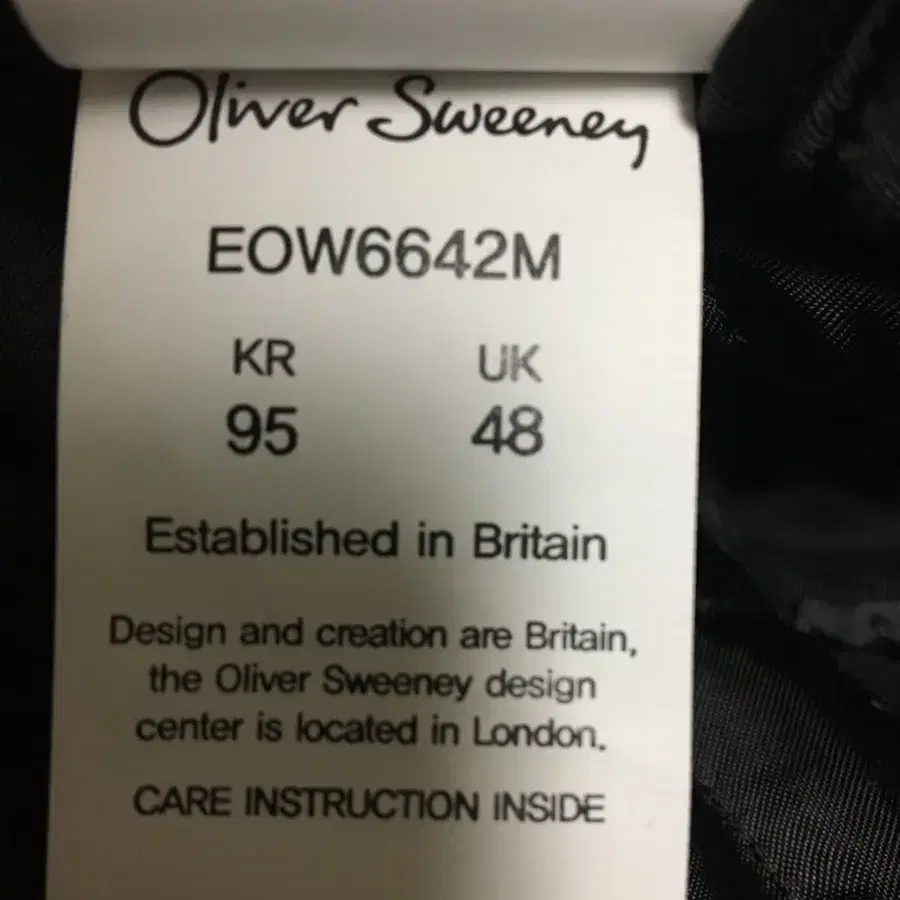 Oliver Sweeney
EOW6642M
KR UK
95 48
Established in Britain
Design and creation are Britain,
the Oliver Sweeney design
center is located in London.
CARE INSTRUCTION INSIDE